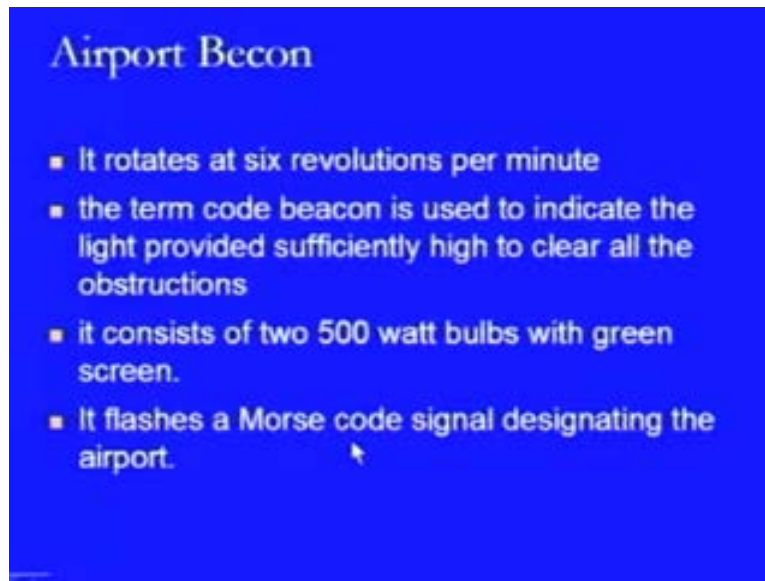 Airport Becon
It rotates at six revolutions per minute
the term code beacon is used to indicate the
light provided sufficiently high to clear all the
obstructions
it consists of two 500 watt bulbs with green
screen.
It flashes a Morse code signal designating the
airport.